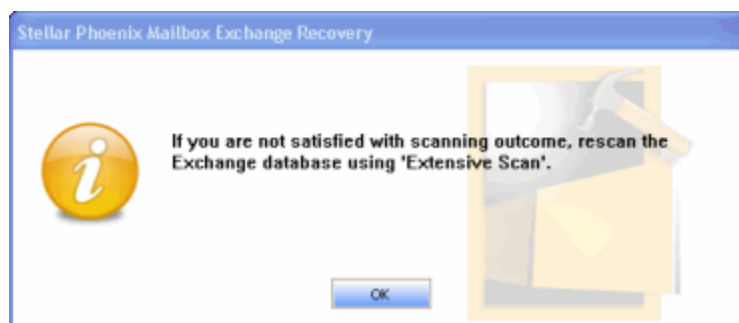 Stellar Phoenix Mailbox Exchange Recovery
If you are not satisfied with scanning outcome, rescan the
Exchange database using 'Extensive Scan'.
OK